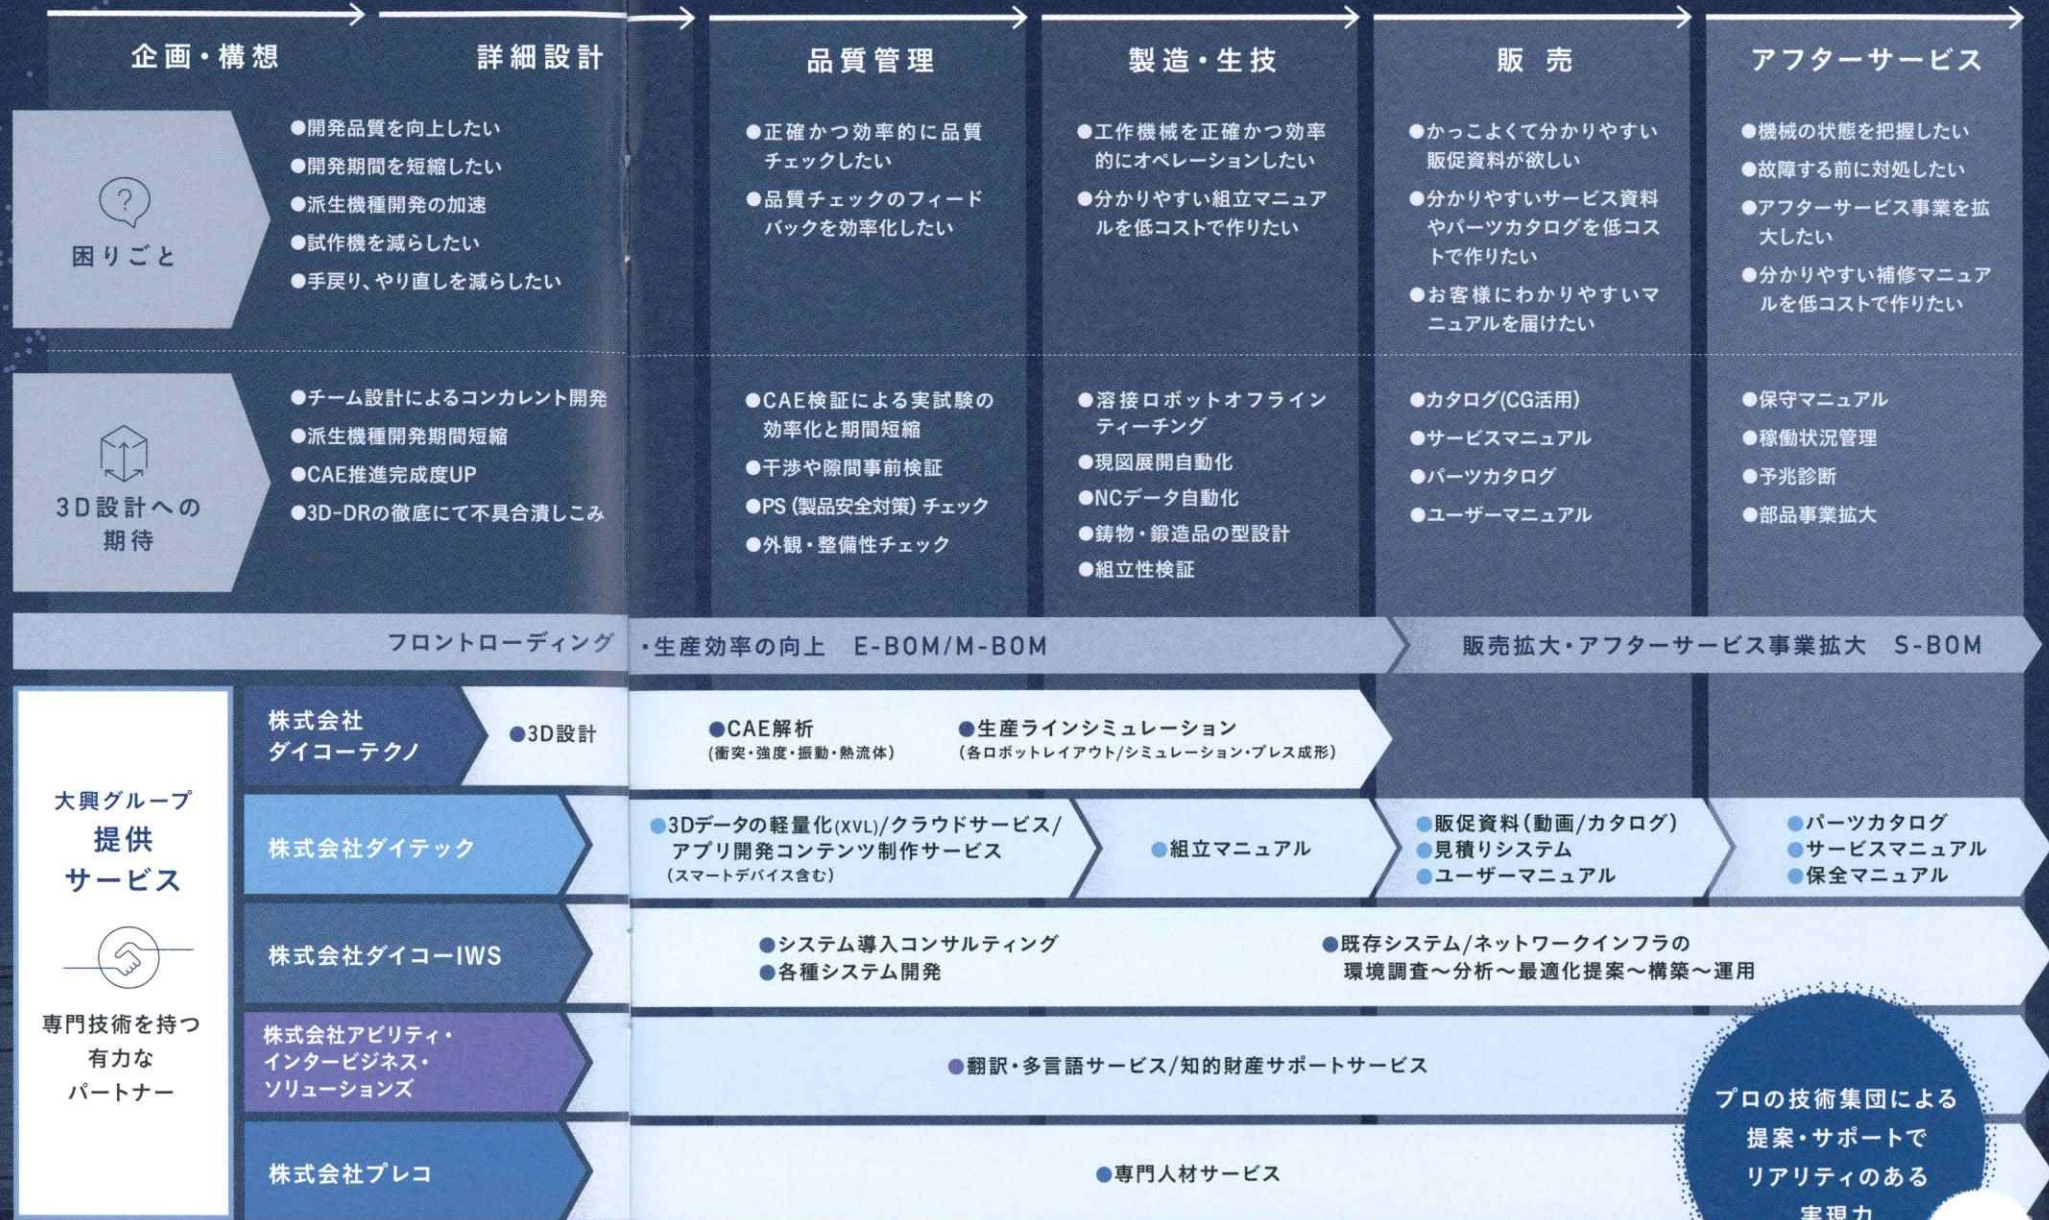 企画・構想
詳細設計
品質管理
製造・生技
販売
アフターサービス
?
困りごと
●開発品質を向上したい
●開発期間を短縮したい
●派生機種開発の加速
●試作機を減らしたい
●手戻り、やり直しを減らしたい
●正確かつ効率的に品質
チェックしたい
●品質チェックのフィード
バックを効率化したい
●工作機械を正確かつ効率
的にオペレーションしたい
●分かりやすい組立マニュア
ルを低コストで作りたい
●かっこよくて分かりやすい
販促資料が欲しい
●分かりやすいサービス資料
やパーツカタログを低コス
トで作りたい
●お客様にわかりやすいマ
ニュアルを届けたい
●機械の状態を把握したい
●故障する前に対処したい
●アフターサービス事業を拡
大したい
●分かりやすい補修マニュア
ルを低コストで作りたい
3D設計への
期待
●チーム設計によるコンカレント開発
●派生機種開発期間短縮
●CAE推進完成度UP
●3D-DRの徹底にて不具合潰しこみ
●CAE検証による実試験の
効率化と期間短縮
●干渉や隙間事前検証
●PS(製品安全対策)チェック
●外観・整備性チェック
●溶接ロボットオフライン
ティーチング
●現図展開自動化
●NCデータ自動化
●鋳物・鍛造品の型設計
●組立性検証
●カタログ(CG活用)
●サービスマニュアル
●パーツカタログ
●ユーザーマニュアル
●保守マニュアル
●稼働状況管理
●予兆診断
●部品事業拡大
フロントローディング・生産効率の向上 E-BOM/M-BOM
販売拡大・アフターサービス事業拡大 S-BOM
大興グループ
提供
サービス
専門技術を持つ
有力な
パートナー
株式会社
ダイコーテクノ
●3D設計
●CAE解析
(衝突・強度・振動・熱流体)
●生産ラインシミュレーション
(各ロボットレイアウト/シミュレーション・プレス成形)
株式会社ダイテック
●3Dデータの軽量化(XVL)/クラウドサービス/
アプリ開発コンテンツ制作サービス
(スマートデバイス含む)
●組立マニュアル
●販促資料(動画/カタログ)
●見積りシステム
●ユーザーマニュアル
●パーツカタログ
●サービスマニュアル
●保全マニュアル
株式会社ダイコーIWS
●システム導入コンサルティング
●各種システム開発
●既存システム/ネットワークインフラの
環境調査~分析~最適化提案~構築~運用
株式会社アビリティ・
インタービジネス・
ソリューションズ
●翻訳・多言語サービス/知的財産サポートサービス
株式会社プレコ
●専門人材サービス
プロの技術集団による
提案・サポートで
リアリティのある
実現力